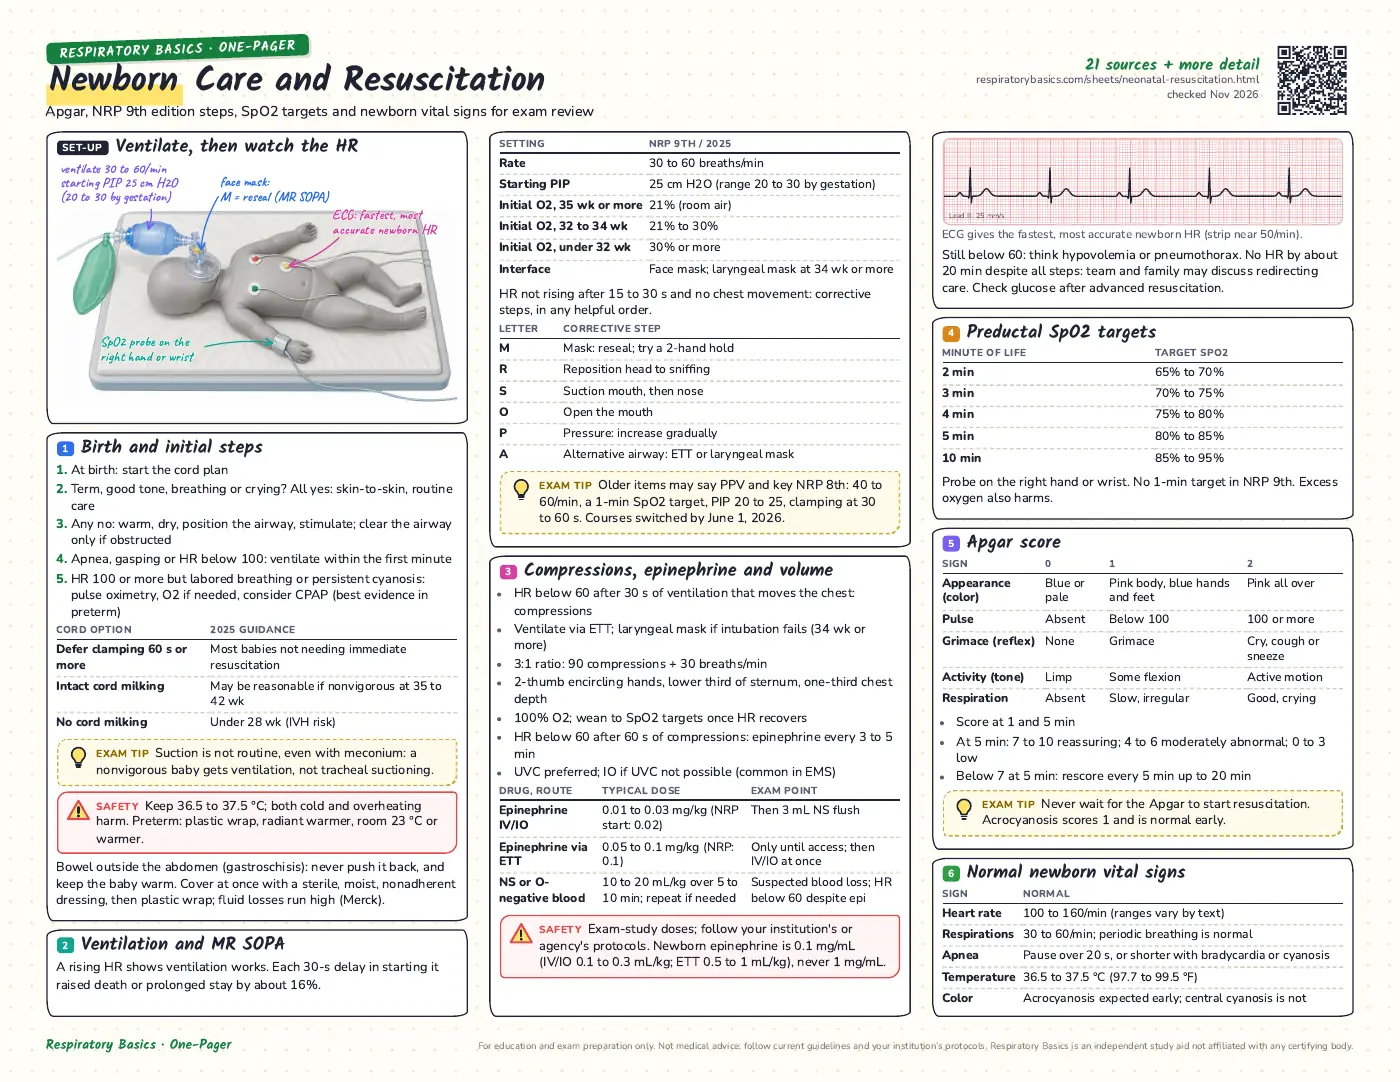 RESPIRATORY BASICS · ONE-PAGER
Newborn Care and Resuscitation
Apgar, NRP 9th edition steps, SpO2 targets and newborn vital signs for exam review
21 sources + more detail
respiratorybasics.com/sheets/neonatal-resuscitation.html
checked Nov 2026
SET-UP Ventilate, then watch the HR
ventilate 30 to 60/min
starting PIP 25 cm H2O
(20 to 30 by gestation)
face mask:
M = reseal (MR SOPA)
ECG: fastest, most
accurate newborn HR
SpO2 probe on the
right hand or wrist
1 Birth and initial steps
1. At birth: start the cord plan
2. Term, good tone, breathing or crying? All yes: skin-to-skin, routine
care
3. Any no: warm, dry, position the airway, stimulate; clear the airway
only if obstructed
4. Apnea, gasping or HR below 100: ventilate within the first minute
5. HR 100 or more but labored breathing or persistent cyanosis:
pulse oximetry, O2 if needed, consider CPAP (best evidence in
preterm)
CORD OPTION 2025 GUIDANCE
Defer clamping 60 s or Most babies not needing immediate
more resuscitation
Intact cord milking May be reasonable if nonvigorous at 35 to
42 wk
No cord milking Under 28 wk (IVH risk)
EXAM TIP Suction is not routine, even with meconium: a
nonvigorous baby gets ventilation, not tracheal suctioning.
SAFETY Keep 36.5 to 37.5 °C; both cold and overheating
harm. Preterm: plastic wrap, radiant warmer, room 23 °C or
warmer.
Bowel outside the abdomen (gastroschisis): never push it back, and
keep the baby warm. Cover at once with a sterile, moist, nonadherent
dressing, then plastic wrap; fluid losses run high (Merck).
2 Ventilation and MR SOPA
A rising HR shows ventilation works. Each 30-s delay in starting it
raised death or prolonged stay by about 16%.
SETTING NRP 9TH / 2025
Rate 30 to 60 breaths/min
Starting PIP 25 cm H2O (range 20 to 30 by gestation)
Initial O2, 35 wk or more 21% (room air)
Initial O2, 32 to 34 wk 21% to 30%
Initial O2, under 32 wk 30% or more
Interface Face mask; laryngeal mask at 34 wk or more
HR not rising after 15 to 30 s and no chest movement: corrective
steps, in any helpful order.
LETTER CORRECTIVE STEP
M Mask: reseal; try a 2-hand hold
R Reposition head to sniffing
S Suction mouth, then nose
O Open the mouth
P Pressure: increase gradually
A Alternative airway: ETT or laryngeal mask
EXAM TIP Older items may say PPV and key NRP 8th: 40 to
60/min, a 1-min SpO2 target, PIP 20 to 25, clamping at 30
to 60 s. Courses switched by June 1, 2026.
3 Compressions, epinephrine and volume
• HR below 60 after 30 s of ventilation that moves the chest:
compressions
• Ventilate via ETT; laryngeal mask if intubation fails (34 wk or
more)
• 3:1 ratio: 90 compressions + 30 breaths/min
• 2-thumb encircling hands, lower third of sternum, one-third chest
depth
• 100% O2; wean to SpO2 targets once HR recovers
• HR below 60 after 60 s of compressions: epinephrine every 3 to 5
min
• UVC preferred; IO if UVC not possible (common in EMS)
DRUG, ROUTE TYPICAL DOSE EXAM POINT
Epinephrine 0.01 to 0.03 mg/kg (NRP Then 3 mL NS flush
IV/IO start: 0.02)
Epinephrine via 0.05 to 0.1 mg/kg (NRP: Only until access; then
ETT 0.1) IV/IO at once
NS or O- 10 to 20 mL/kg over 5 to Suspected blood loss; HR
negative blood 10 min; repeat if needed below 60 despite epi
SAFETY Exam-study doses; follow your institution's or
agency's protocols. Newborn epinephrine is 0.1 mg/mL
(IV/IO 0.1 to 0.3 mL/kg; ETT 0.5 to 1 mL/kg), never 1 mg/mL.
Lead II 25 mm/s
ECG gives the fastest, most accurate newborn HR (strip near 50/min).
Still below 60: think hypovolemia or pneumothorax. No HR by about
20 min despite all steps: team and family may discuss redirecting
care. Check glucose after advanced resuscitation.
4 Preductal SpO2 targets
MINUTE OF LIFE TARGET SPO2
2 min 65% to 70%
3 min 70% to 75%
4 min 75% to 80%
5 min 80% to 85%
10 min 85% to 95%
Probe on the right hand or wrist. No 1-min target in NRP 9th. Excess
oxygen also harms.
5 Apgar score
SIGN 0 1 2
Appearance Blue or Pink body, blue hands Pink all over
(color) pale and feet
Pulse Absent Below 100 100 or more
Grimace (reflex) None Grimace Cry, cough or
sneeze
Activity (tone) Limp Some flexion Active motion
Respiration Absent Slow, irregular Good, crying
• Score at 1 and 5 min
• At 5 min: 7 to 10 reassuring; 4 to 6 moderately abnormal; 0 to 3
low
• Below 7 at 5 min: rescore every 5 min up to 20 min
EXAM TIP Never wait for the Apgar to start resuscitation.
Acrocyanosis scores 1 and is normal early.
6 Normal newborn vital signs
SIGN NORMAL
Heart rate 100 to 160/min (ranges vary by text)
Respirations 30 to 60/min; periodic breathing is normal
Apnea Pause over 20 s, or shorter with bradycardia or cyanosis
Temperature 36.5 to 37.5 °C (97.7 to 99.5 °F)
Color Acrocyanosis expected early; central cyanosis is not
Respiratory Basics · One-Pager
For education and exam preparation only. Not medical advice; follow current guidelines and your institution's protocols. Respiratory Basics is an independent study aid not affiliated with any certifying body.